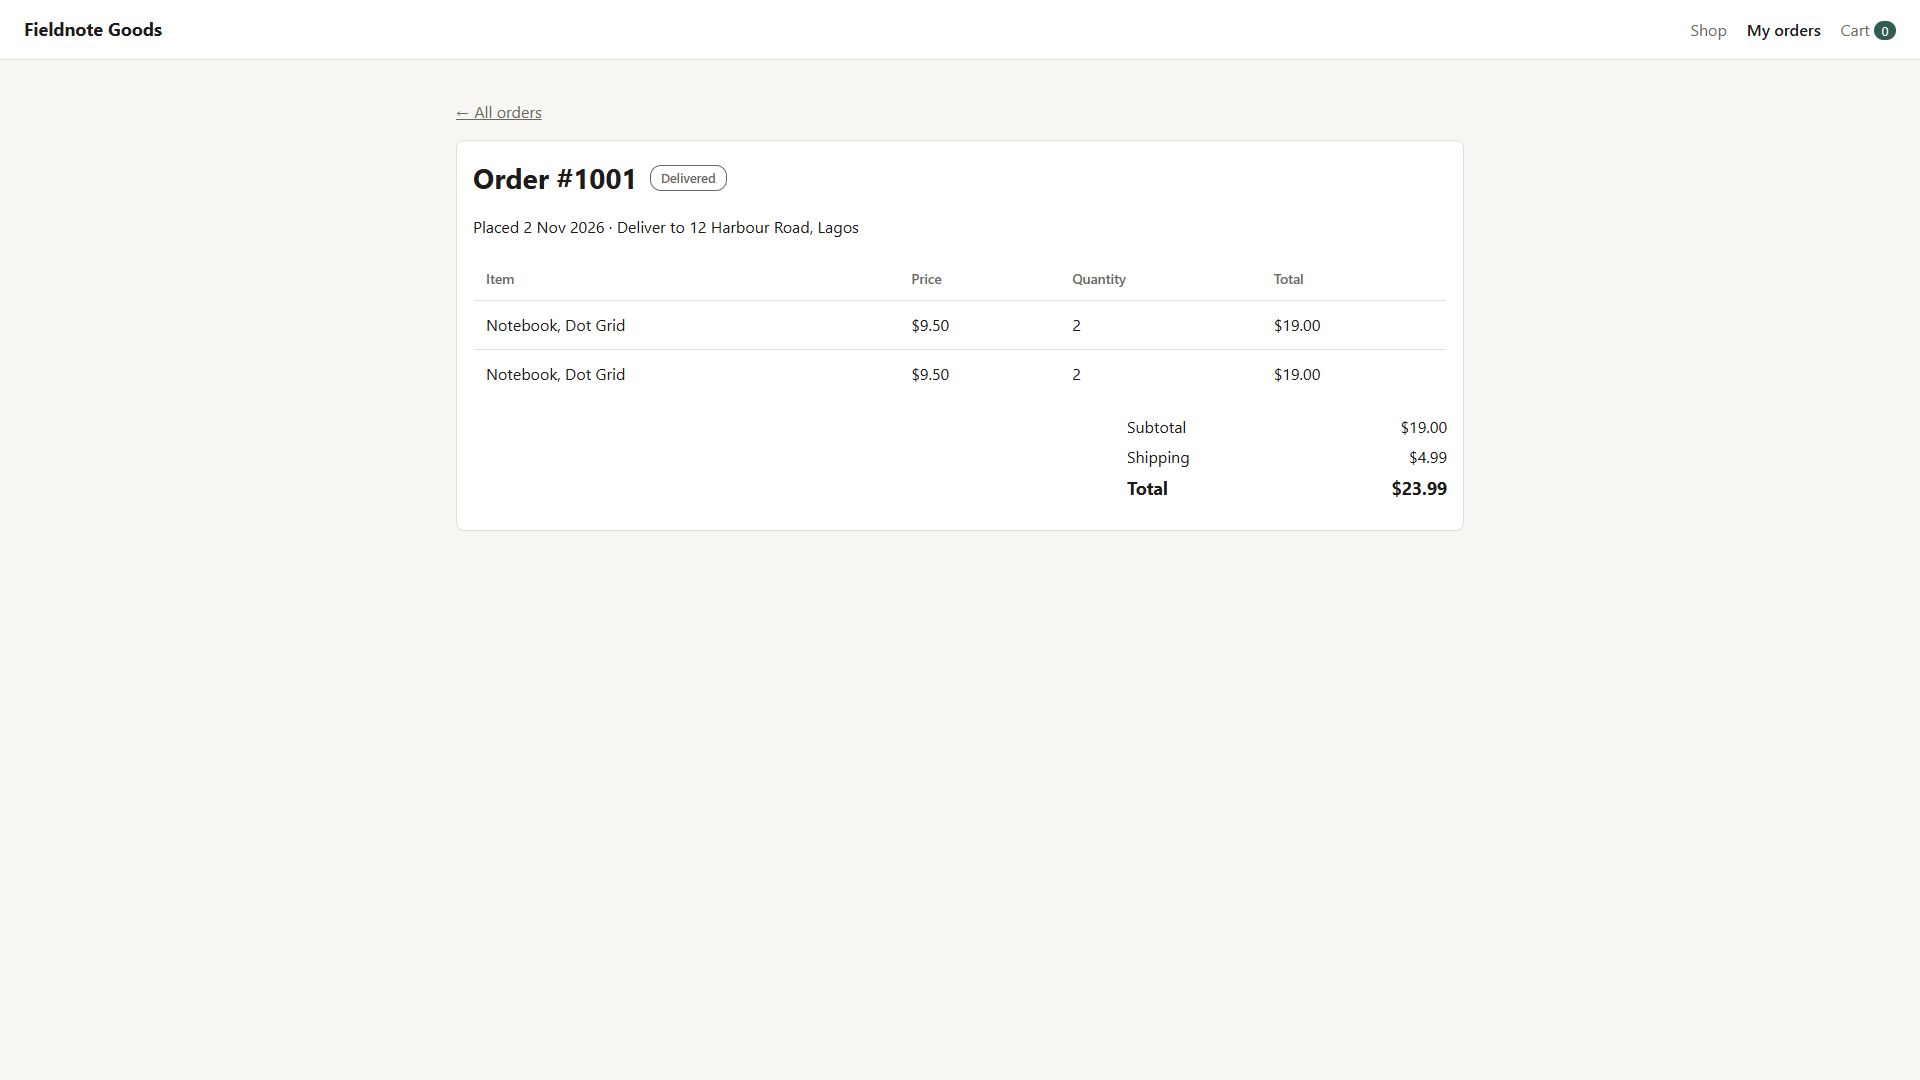 Fieldnote Goods
Shop My orders Cart 0
← All orders
Order #1001 Delivered
Placed 2 Nov 2026 · Deliver to 12 Harbour Road, Lagos
Item Price Quantity Total
Notebook, Dot Grid $9.50 2 $19.00
Notebook, Dot Grid $9.50 2 $19.00
Subtotal $19.00
Shipping $4.99
Total $23.99